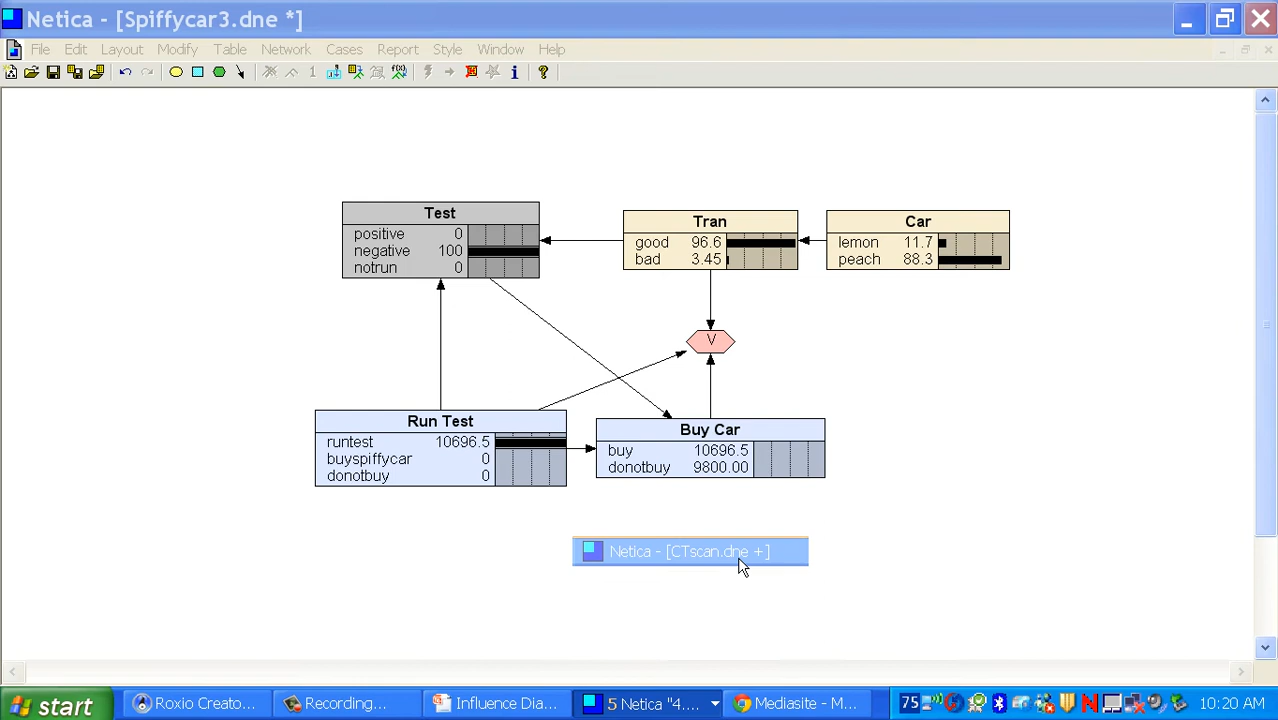 Netica - [Spiffycar3.dne *]
File Edit Layout Modify Table Network Cases Report Style Window Help
1 f(x) i ?
Test
positive 0
negative 100
notrun 0
Tran
good 96.6
bad 3.45
Car
lemon 11.7
peach 88.3
V
Run Test
runtest 10696.5
buyspiffycar 0
donotbuy 0
Buy Car
buy 10696.5
donotbuy 9800.00
Netica - [CTscan.dne +]
start Roxio Creato... Recording... Influence Dia... 5 Netica "4.... Mediasite - M... 75 N 10:20 AM